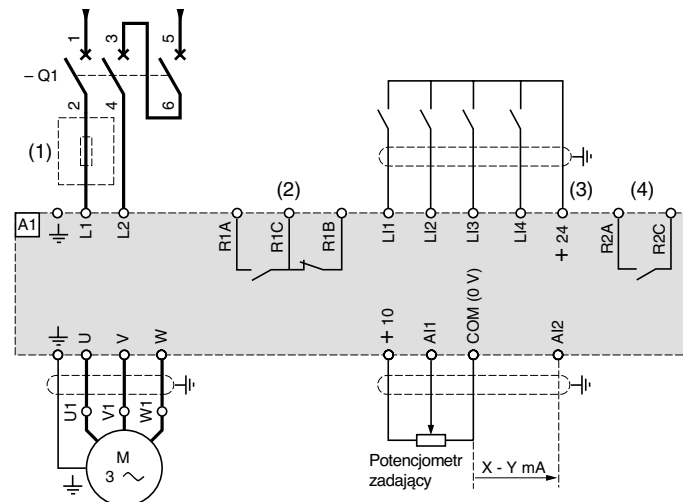 1 3 5
– Q1
2 4 6
(1) (2) (3) (4)
A1
L1 L2 R1A R1C R1B LI1 LI2 LI3 LI4 + 24 R2A R2C
U V W + 10 AI1 COM (0 V) AI2
U1 V1 W1
M
3
Potencjometr
zadający
X - Y mA